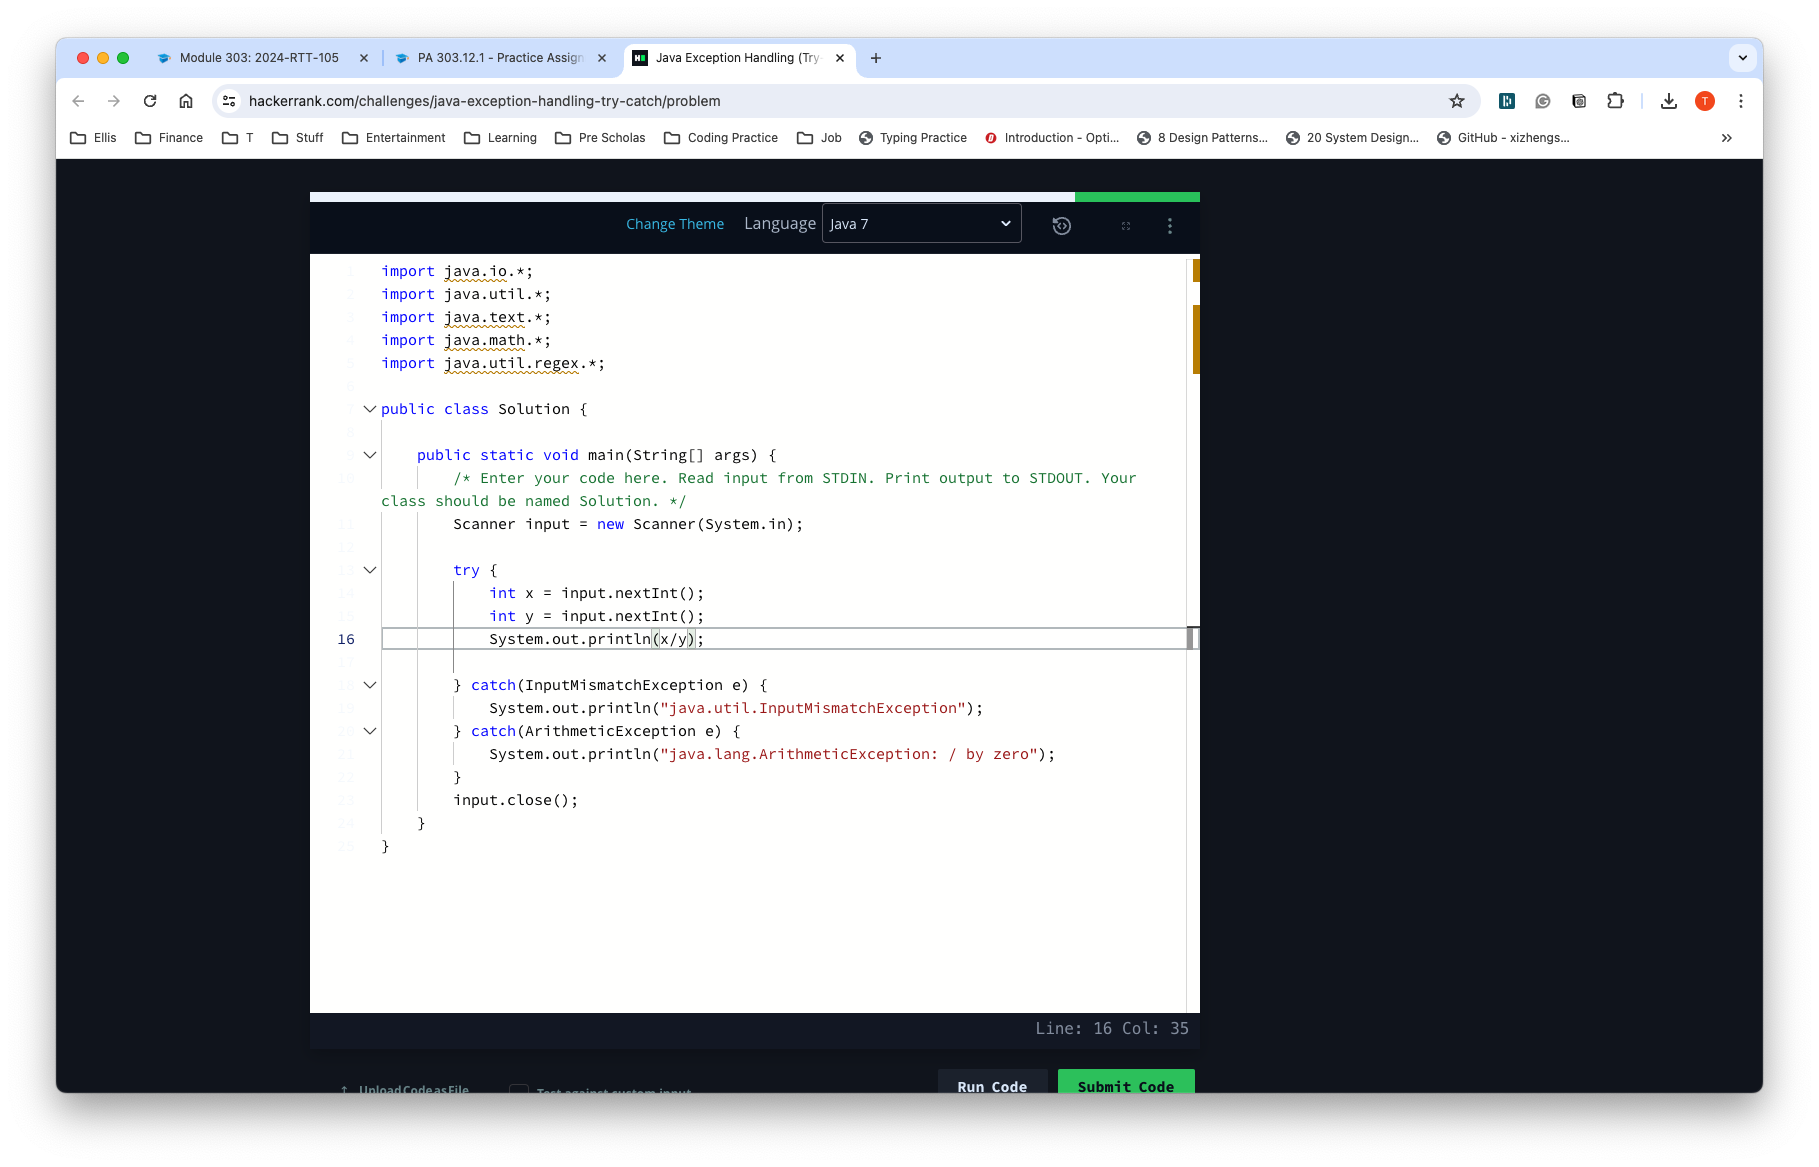 Module 303: 2024-RTT-105
PA 303.12.1 - Practice Assign
Java Exception Handling (Try
hackerrank.com/challenges/java-exception-handling-try-catch/problem
T
Ellis
Finance
T
Stuff
Entertainment
Learning
Pre Scholas
Coding Practice
Job
Typing Practice
Introduction - Opti...
8 Design Patterns...
20 System Design...
GitHub - xizhengs...
Change Theme
Language
Java 7
import java.io.*;
import java.util.*;
import java.text.*;
import java.math.*;
import java.util.regex.*;
public class Solution {
public static void main(String[] args) {
/* Enter your code here. Read input from STDIN. Print output to STDOUT. Your
class should be named Solution. */
Scanner input = new Scanner(System.in);
try {
int x = input.nextInt();
int y = input.nextInt();
16 System.out.println(x/y);
} catch(InputMismatchException e) {
System.out.println("java.util.InputMismatchException");
} catch(ArithmeticException e) {
System.out.println("java.lang.ArithmeticException: / by zero");
}
input.close();
}
}
Line: 16 Col: 35
Upload Code as File
Test against custom input
Run Code
Submit Code